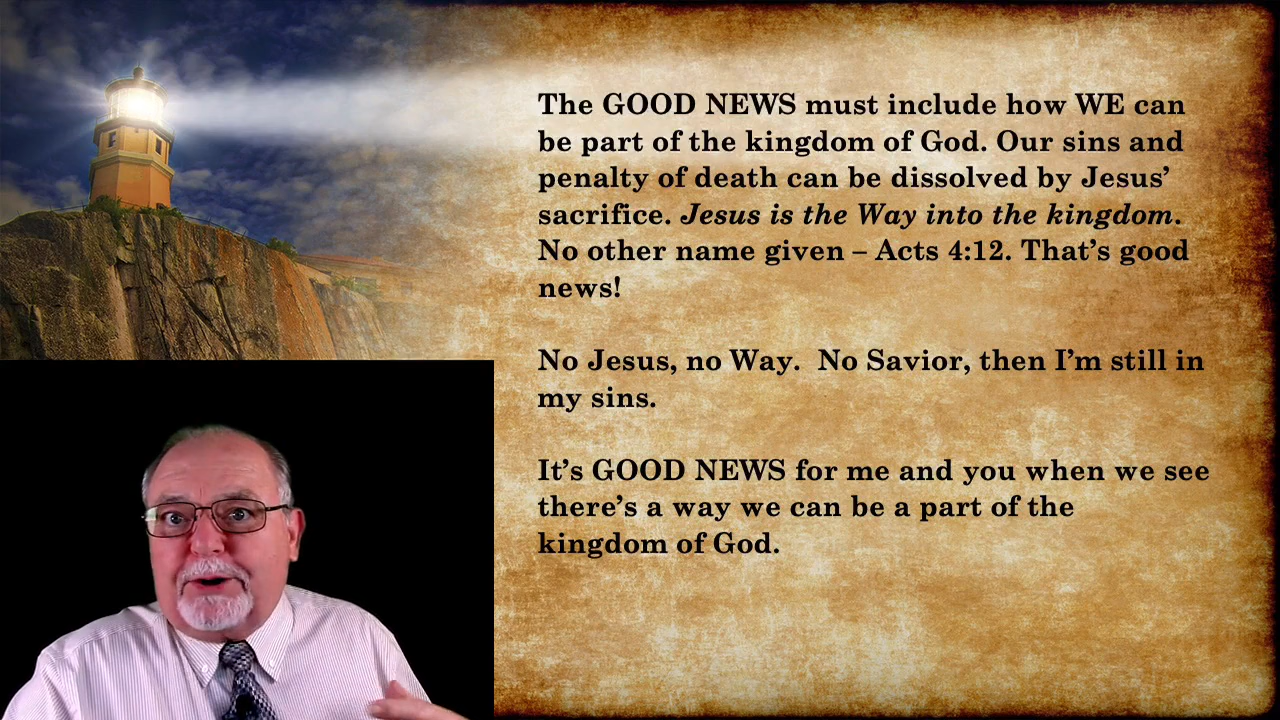 The GOOD NEWS must include how WE can
be part of the kingdom of God. Our sins and
penalty of death can be dissolved by Jesus’
sacrifice. Jesus is the Way into the kingdom.
No other name given – Acts 4:12. That’s good
news!
No Jesus, no Way.  No Savior, then I’m still in
my sins.
It’s GOOD NEWS for me and you when we see
there’s a way we can be a part of the
kingdom of God.